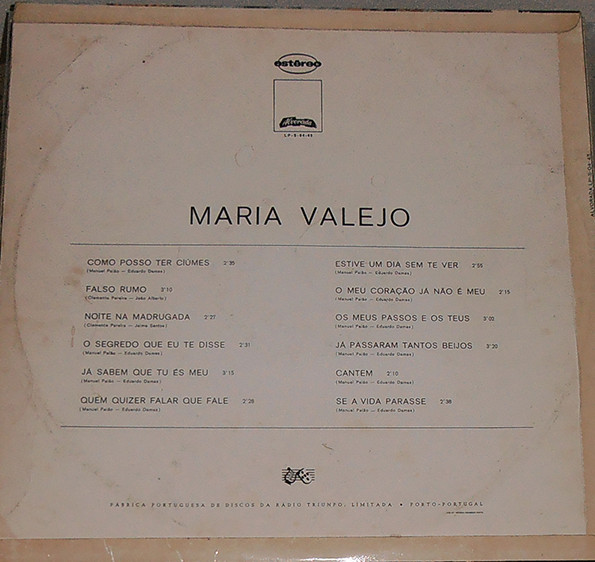 estéreo
Alvorada
LP-S-04-49
MARIA VALEJO
COMO POSSO TER CIÚMES 2'35
(Manuel Paião — Eduardo Damas)
FALSO RUMO 2'10
(Clemente Pereira — João Alberto)
NOITE NA MADRUGADA 2'27
(Clemente Pereira — Jaime Santos)
O SEGREDO QUE EU TE DISSE 2'31
(Manuel Paião — Eduardo Damas)
JÁ SABEM QUE TU ÉS MEU 3'15
(Manuel Paião — Eduardo Damas)
QUEM QUIZER FALAR QUE FALE 2'28
(Manuel Paião — Eduardo Damas)
ESTIVE UM DIA SEM TE VER 2'55
(Manuel Paião — Eduardo Damas)
O MEU CORAÇÃO JÁ NÃO É MEU 2'15
(Manuel Paião — Eduardo Damas)
OS MEUS PASSOS E OS TEUS 3'02
(Manuel Paião — Eduardo Damas)
JÁ PASSARAM TANTOS BEIJOS 3'20
(Manuel Paião — Eduardo Damas)
CANTEM 2'10
(Manuel Paião — Eduardo Damas)
SE A VIDA PARASSE 2'38
(Manuel Paião — Eduardo Damas)
FÁBRICA PORTUGUESA DE DISCOS DA RÁDIO TRIUNFO, LIMITADA • PORTO-PORTUGAL